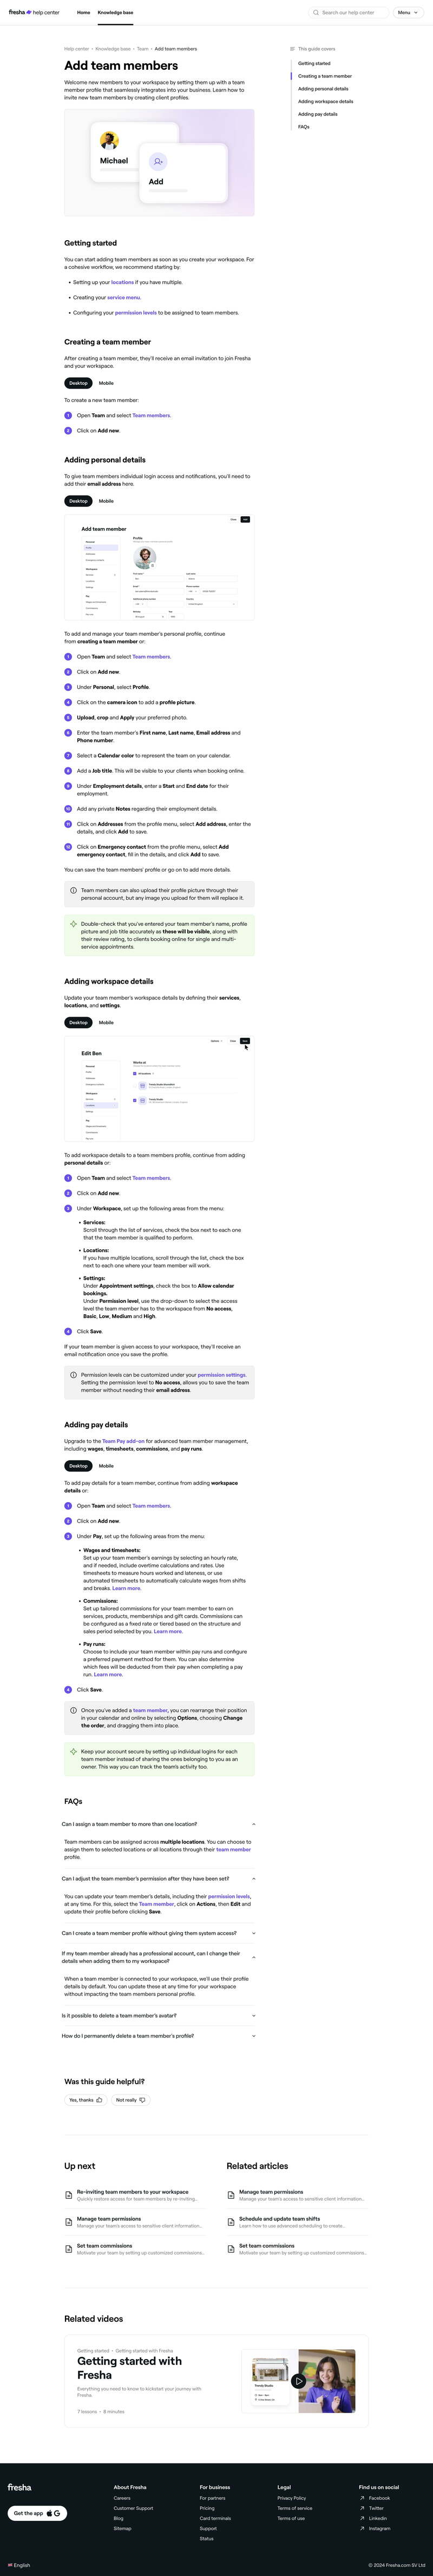 fresha help center
Home
Knowledge base
Search our help center
Menu
Help center • Knowledge base • Team • Add team members
Add team members
Welcome new members to your workspace by setting them up with a team
member profile that seamlessly integrates into your business. Learn how to
invite new team members by creating client profiles.
Michael
Add
This guide covers
Getting started
Creating a team member
Adding personal details
Adding workspace details
Adding pay details
FAQs
Getting started
You can start adding team members as soon as you create your workspace. For
a cohesive workflow, we recommend starting by:
• Setting up your locations if you have multiple.
• Creating your service menu.
• Configuring your permission levels to be assigned to team members.
Creating a team member
After creating a team member, they'll receive an email invitation to join Fresha
and your workspace.
Desktop
Mobile
To create a new team member:
1 Open Team and select Team members.
2 Click on Add new.
Adding personal details
To give team members individual login access and notifications, you'll need to
add their email address here.
Desktop
Mobile
Add team member
Profile
To add and manage your team member's personal profile, continue
from creating a team member or:
1 Open Team and select Team members.
2 Click on Add new.
3 Under Personal, select Profile.
4 Click on the camera icon to add a profile picture.
5 Upload, crop and Apply your preferred photo.
6 Enter the team member's First name, Last name, Email address and
Phone number.
7 Select a Calendar color to represent the team on your calendar.
8 Add a Job title. This will be visible to your clients when booking online.
9 Under Employment details, enter a Start and End date for their
employment.
10 Add any private Notes regarding their employment details.
11 Click on Addresses from the profile menu, select Add address, enter the
details, and click Add to save.
12 Click on Emergency contact from the profile menu, select Add
emergency contact, fill in the details, and click Add to save.
You can save the team members' profile or go on to add more details.
Team members can also upload their profile picture through their
personal account, but any image you upload for them will replace it.
Double-check that you've entered your team member's name, profile
picture and job title accurately as these will be visible, along with
their review rating, to clients booking online for single and multi-
service appointments.
Adding workspace details
Update your team member's workspace details by defining their services,
locations, and settings.
Desktop
Mobile
Edit Ben
To add workspace details to a team members profile, continue from adding
personal details or:
1 Open Team and select Team members.
2 Click on Add new.
3 Under Workspace, set up the following areas from the menu:
• Services:
Scroll through the list of services, check the box next to each one
that the team member is qualified to perform.
• Locations:
If you have multiple locations, scroll through the list, check the box
next to each one where your team member will work.
• Settings:
Under Appointment settings, check the box to Allow calendar
bookings.
Under Permission level, use the drop-down to select the access
level the team member has to the workspace from No access,
Basic, Low, Medium and High.
4 Click Save.
If your team member is given access to your workspace, they'll receive an
email notification once you save the profile.
Permission levels can be customized under your permission settings.
Setting the permission level to No access, allows you to save the team
member without needing their email address.
Adding pay details
Upgrade to the Team Pay add-on for advanced team member management,
including wages, timesheets, commissions, and pay runs.
Desktop
Mobile
To add pay details for a team member, continue from adding workspace
details or:
1 Open Team and select Team members.
2 Click on Add new.
3 Under Pay, set up the following areas from the menu:
• Wages and timesheets:
Set up your team member's earnings by selecting an hourly rate,
and if needed, include overtime calculations and rates. Use
timesheets to measure hours worked and lateness, or use
automated timesheets to automatically calculate wages from shifts
and breaks. Learn more.
• Commissions:
Set up tailored commissions for your team member to earn on
services, products, memberships and gift cards. Commissions can
be configured as a fixed rate or tiered based on the structure and
sales period selected by you. Learn more.
• Pay runs:
Choose to include your team member within pay runs and configure
a preferred payment method for them. You can also determine
which fees will be deducted from their pay when completing a pay
run. Learn more.
4 Click Save.
Once you've added a team member, you can rearrange their position
in your calendar and online by selecting Options, choosing Change
the order, and dragging them into place.
Keep your account secure by setting up individual logins for each
team member instead of sharing the ones belonging to you as an
owner. This way you can track the team's activity too.
FAQs
Can I assign a team member to more than one location?
Team members can be assigned across multiple locations. You can choose to
assign them to selected locations or all locations through their team member
profile.
Can I adjust the team member's permission after they have been set?
You can update your team member's details, including their permission levels,
at any time. For this, select the Team member, click on Actions, then Edit and
update their profile before clicking Save.
Can I create a team member profile without giving them system access?
If my team member already has a professional account, can I change their
details when adding them to my workspace?
When a team member is connected to your workspace, we'll use their profile
details by default. You can update these at any time for your workspace
without impacting the team members personal profile.
Is it possible to delete a team member's avatar?
How do I permanently delete a team member's profile?
Was this guide helpful?
Yes, thanks
Not really
Up next
Re-inviting team members to your workspace
Quickly restore access for team members by re-inviting...
Manage team permissions
Manage your team's access to sensitive client information...
Set team commissions
Motivate your team by setting up customized commissions...
Related articles
Manage team permissions
Manage your team's access to sensitive client information...
Schedule and update team shifts
Learn how to use advanced scheduling to create...
Set team commissions
Motivate your team by setting up customized commissions...
Related videos
Getting started • Getting started with Fresha
Getting started with
Fresha
Everything you need to know to kickstart your journey with
Fresha.
7 lessons • 8 minutes
fresha
Get the app
About Fresha
Careers
Customer Support
Blog
Sitemap
For business
For partners
Pricing
Card terminals
Support
Status
Legal
Privacy Policy
Terms of service
Terms of use
Find us on social
Facebook
Twitter
Linkedin
Instagram
English
© 2024 Fresha.com SV Ltd